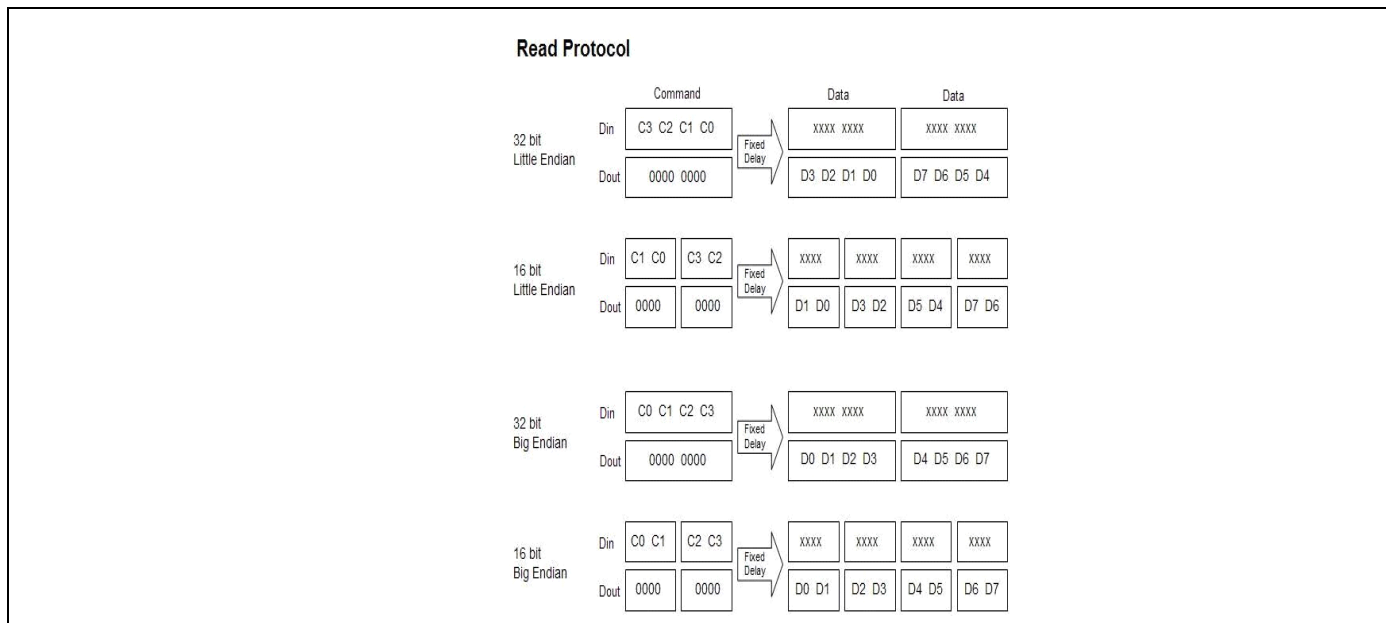 Read Protocol
Command Data Data
32 bit
Little Endian
Din C3 C2 C1 C0 xxxx xxxx xxxx xxxx
Fixed
Delay
Dout 0000 0000 D3 D2 D1 D0 D7 D6 D5 D4
16 bit
Little Endian
Din C1 C0 C3 C2 xxxx xxxx xxxx xxxx
Fixed
Delay
Dout 0000 0000 D1 D0 D3 D2 D5 D4 D7 D6
32 bit
Big Endian
Din C0 C1 C2 C3 xxxx xxxx xxxx xxxx
Fixed
Delay
Dout 0000 0000 D0 D1 D2 D3 D4 D5 D6 D7
16 bit
Big Endian
Din C0 C1 C2 C3 xxxx xxxx xxxx xxxx
Fixed
Delay
Dout 0000 0000 D0 D1 D2 D3 D4 D5 D6 D7